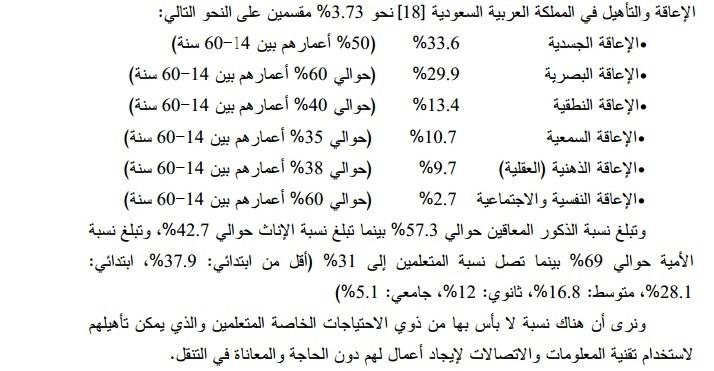 الإعاقة والتأهيل في المملكة العربية السعودية [18] نحو 3.73% مقسمين على النحو التالي:
•الإعاقة الجسدية 33.6% (50% أعمارهم بين 14-60 سنة)
•الإعاقة البصرية 29.9% (حوالي 60% أعمارهم بين 14-60 سنة)
•الإعاقة النطقية 13.4% (حوالي 40% أعمارهم بين 14-60 سنة)
•الإعاقة السمعية 10.7% (حوالي 35% أعمارهم بين 14-60 سنة)
•الإعاقة الذهنية (العقلية) 9.7% (حوالي 38% أعمارهم بين 14-60 سنة)
•الإعاقة النفسية والاجتماعية 2.7% (حوالي 60% أعمارهم بين 14-60 سنة)
وتبلغ نسبة الذكور المعاقين حوالي 57.3% بينما تبلغ نسبة الإناث حوالي 42.7%، وتبلغ نسبة
الأمية حوالي 69% بينما تصل نسبة المتعلمين إلى 31% (أقل من ابتدائي: 37.9%، ابتدائي:
28.1%، متوسط: 16.8%، ثانوي: 12%، جامعي: 5.1%)
ونرى أن هناك نسبة لا بأس بها من ذوي الاحتياجات الخاصة المتعلمين والذي يمكن تأهيلهم
لاستخدام تقنية المعلومات والاتصالات لإيجاد أعمال لهم دون الحاجة والمعاناة في التنقل.